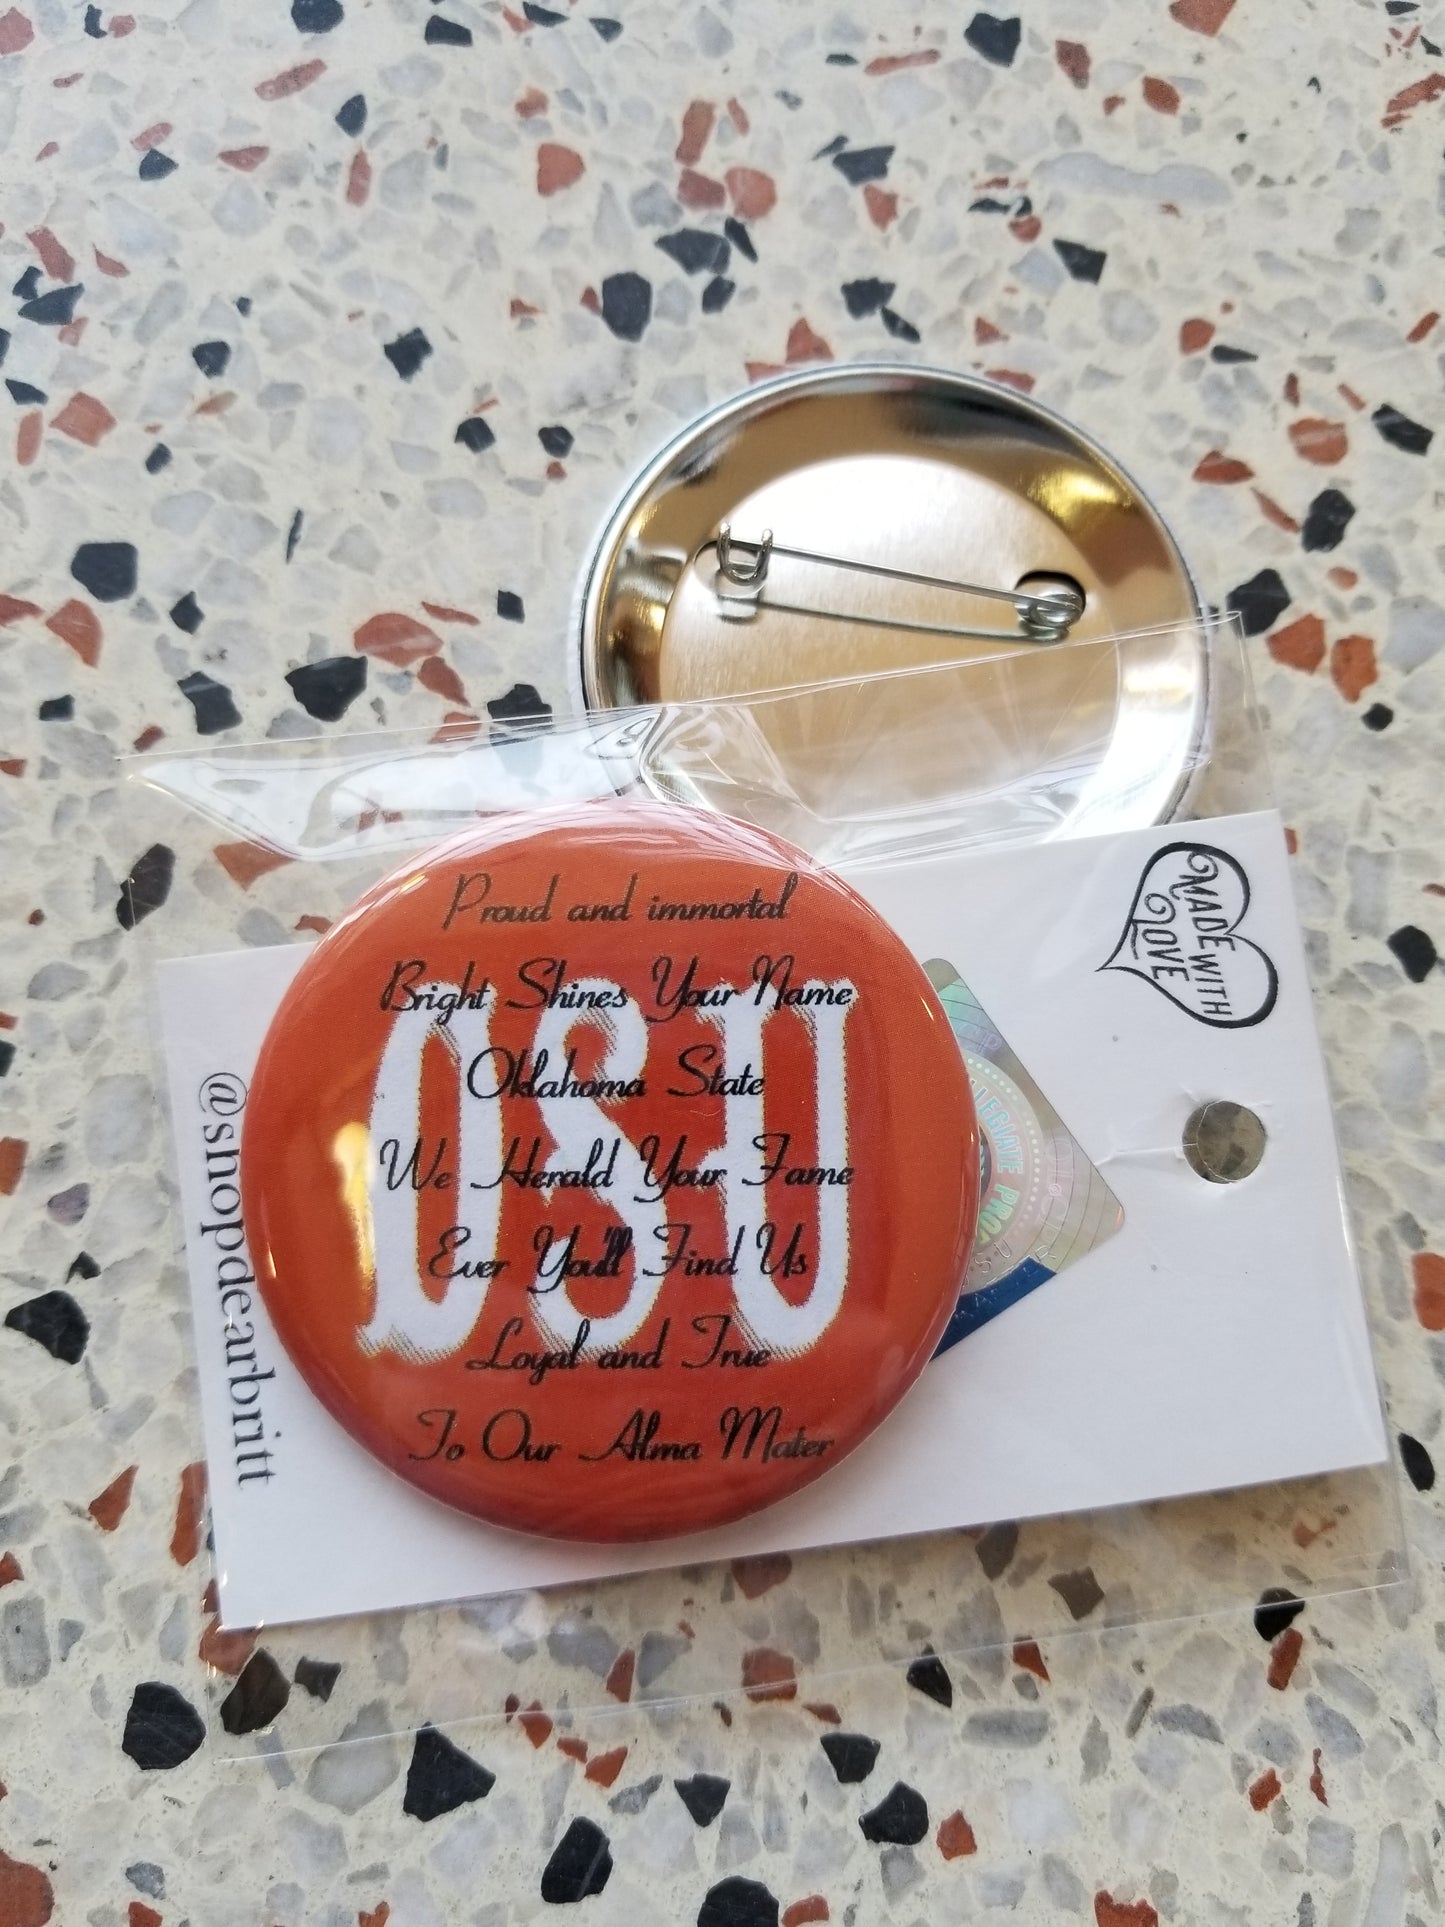 Proud and immortal
Bright Shines Your Name
Oklahoma State
We Herald Your Fame
Ever You'll Find Us
Loyal and True
To Our Alma Mater
OSU
MADE WITH LOVE
@shopdearbritt